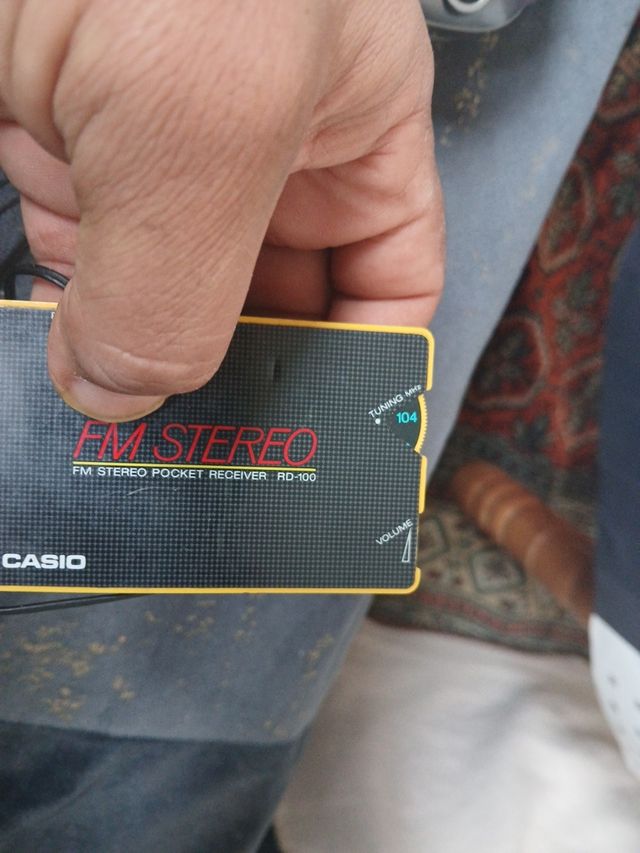 TUNING MHz
104
FM STEREO
FM STEREO POCKET RECEIVER RD-100
VOLUME
CASIO